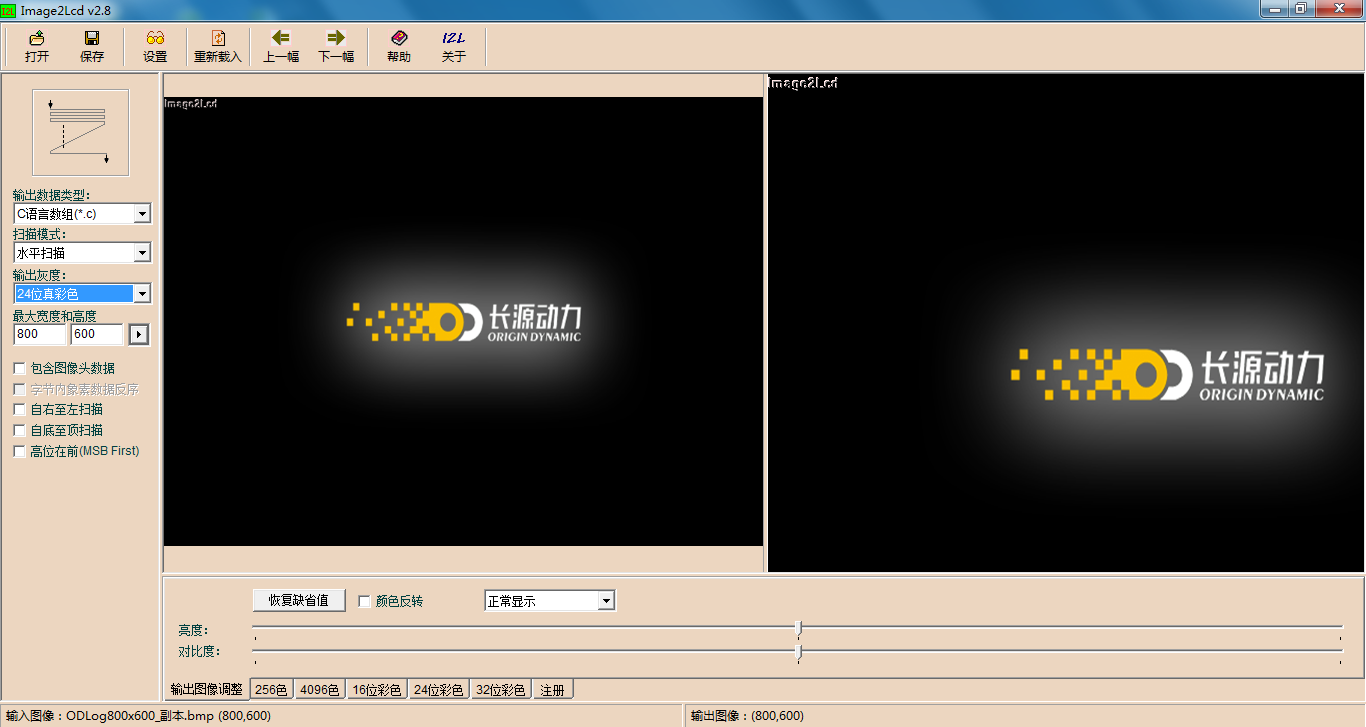 Image2Lcd v2.8
打开 保存 设置 重新载入 上一幅 下一幅 帮助 I2L 关于
Image2Lcd
Image2Lcd
长源动力
ORIGIN DYNAMIC
长源动力
ORIGIN DYNAMIC
输出数据类型:
C语言数组(*.c)
扫描模式:
水平扫描
输出灰度:
24位真彩色
最大宽度和高度
800 600
包含图像头数据
字节内象素数据反序
自右至左扫描
自底至顶扫描
高位在前(MSB First)
恢复缺省值 颜色反转 正常显示
亮度:
对比度:
输出图像调整 256色 4096色 16位彩色 24位彩色 32位彩色 注册
输入图像：ODLog800x600_副本.bmp (800,600) 输出图像：(800,600)